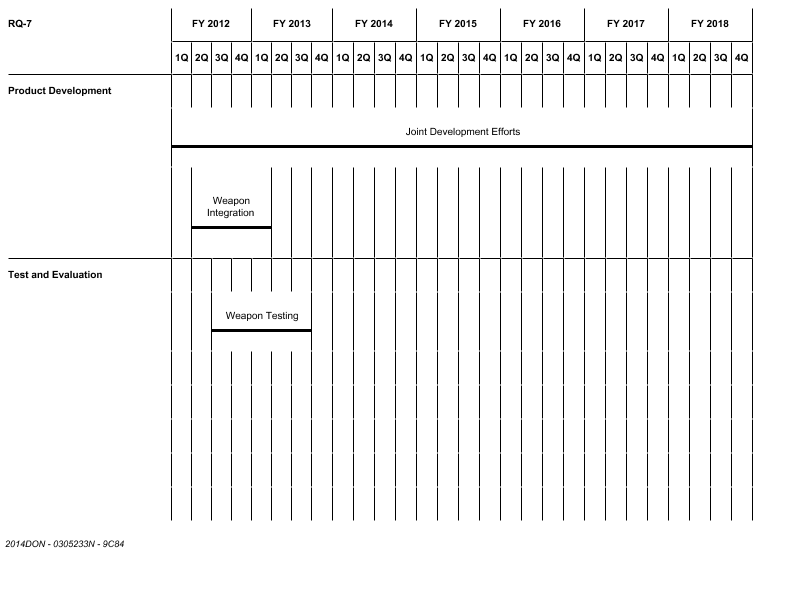 RQ-7 FY 2012 FY 2013 FY 2014 FY 2015 FY 2016 FY 2017 FY 2018
1Q 2Q 3Q 4Q 1Q 2Q 3Q 4Q 1Q 2Q 3Q 4Q 1Q 2Q 3Q 4Q 1Q 2Q 3Q 4Q 1Q 2Q 3Q 4Q 1Q 2Q 3Q 4Q
Product Development
Joint Development Efforts
Weapon
Integration
Test and Evaluation
Weapon Testing
2014DON - 0305233N - 9C84